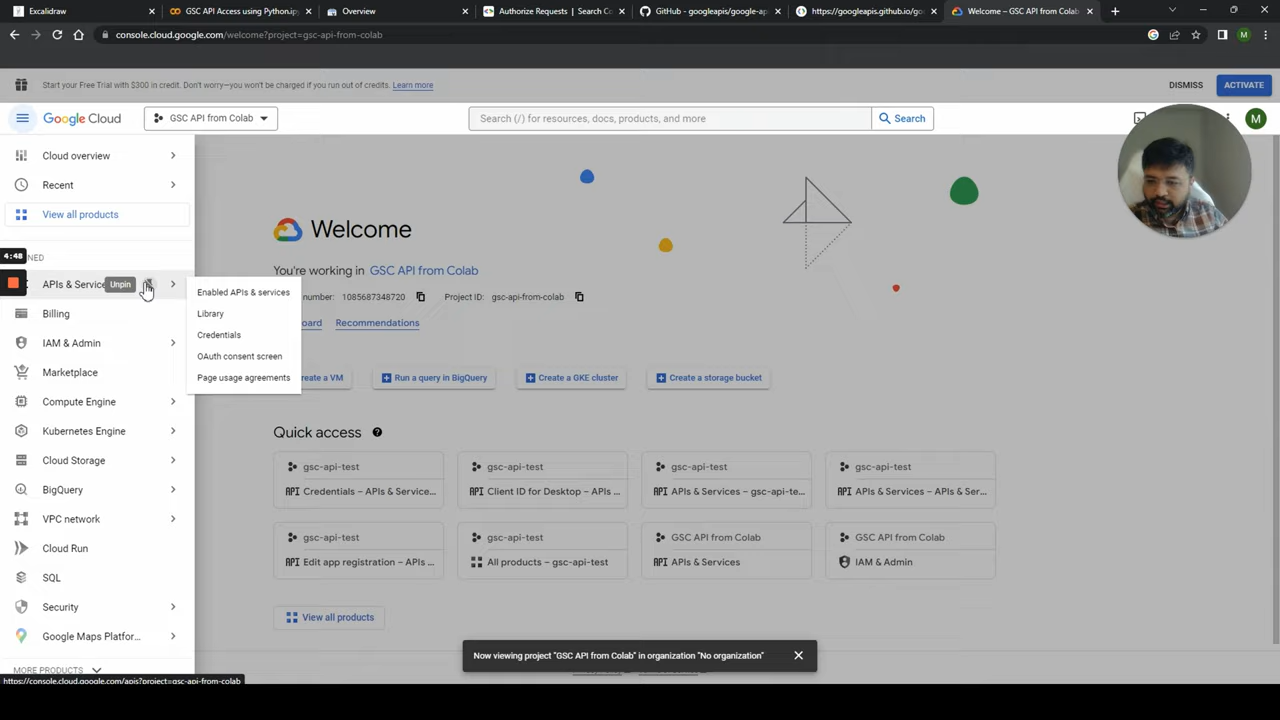 Excalidraw
GSC API Access using Python.ip
Overview
Authorize Requests | Search Co
GitHub - googleapis/google-ap
https://googleapis.github.io/go
Welcome – GSC API from Colab
console.cloud.google.com/welcome?project=gsc-api-from-colab
M
Start your Free Trial with $300 in credit. Don't worry—you won't be charged if you run out of credits. Learn more
DISMISS
ACTIVATE
Google Cloud
GSC API from Colab
Search (/) for resources, docs, products, and more
Search
M
Cloud overview
Recent
View all products
4:48
NED
APIs & Service
Unpin
Billing
IAM & Admin
Marketplace
Compute Engine
Kubernetes Engine
Cloud Storage
BigQuery
VPC network
Cloud Run
SQL
Security
Google Maps Platfor...
MORE PRODUCTS
Enabled APIs & services
Library
Credentials
OAuth consent screen
Page usage agreements
Welcome
You're working in GSC API from Colab
number: 1085687348720
Project ID: gsc-api-from-colab
board
Recommendations
reate a VM
Run a query in BigQuery
Create a GKE cluster
Create a storage bucket
Quick access
gsc-api-test
API Credentials – APIs & Service...
gsc-api-test
API Client ID for Desktop – APIs ...
gsc-api-test
API APIs & Services – gsc-api-te...
gsc-api-test
API APIs & Services – APIs & Ser...
gsc-api-test
API Edit app registration – APIs ...
gsc-api-test
All products – gsc-api-test
GSC API from Colab
API APIs & Services
GSC API from Colab
IAM & Admin
View all products
Now viewing project "GSC API from Colab" in organization "No organization"
https://console.cloud.google.com/apis?project=gsc-api-from-colab